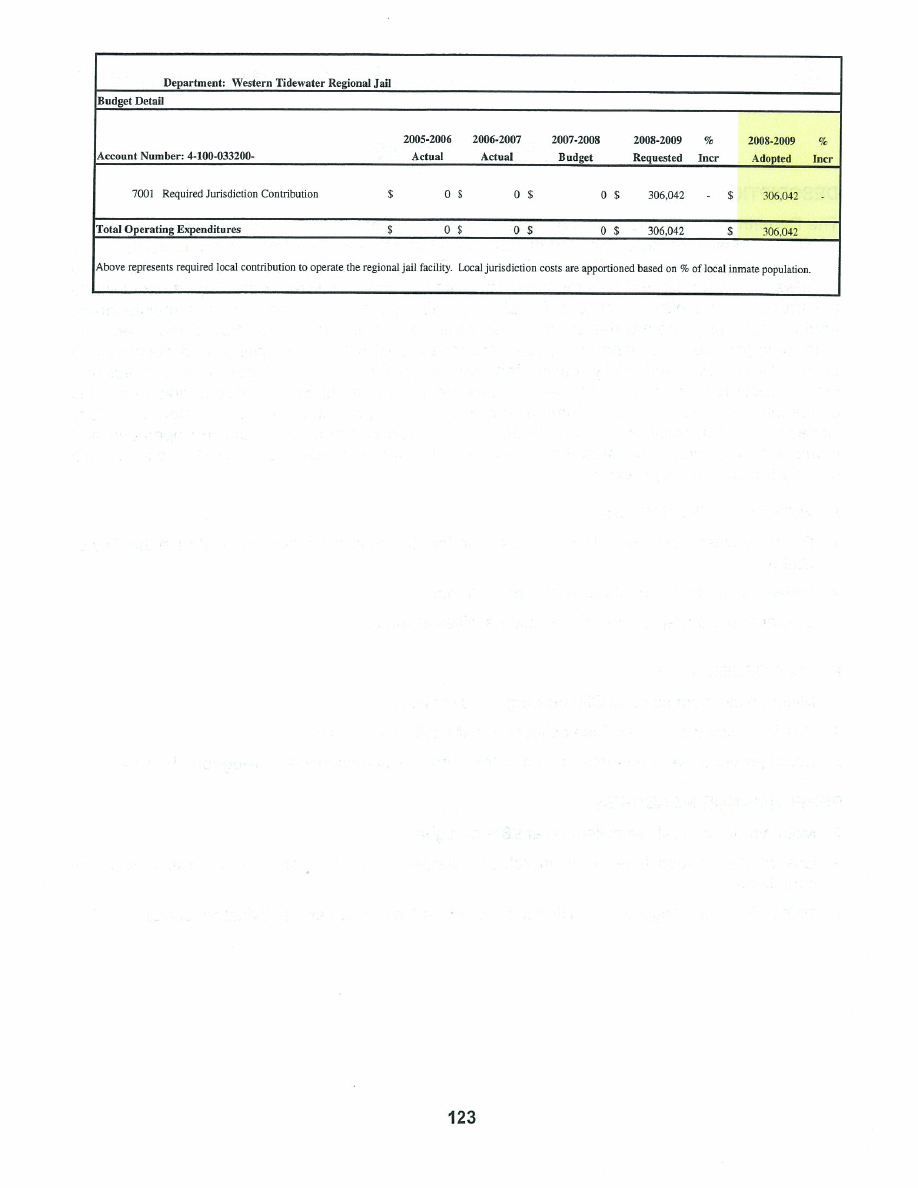 Department: Western Tidewater Regional Jail
Budget Detail
2005-2006 2006-2007 2007-2008 2008-2009 % 2008-2009 %
Account Number: 4-100-033200- Actual Actual Budget Requested Incr Adopted Incr
7001 Required Jurisdiction Contribution $ 0 $ 0 $ 0 $ 306,042 - $ 306,042 -
Total Operating Expenditures $ 0 $ 0 $ 0 $ 306,042 $ 306,042
Above represents required local contribution to operate the regional jail facility. Local jurisdiction costs are apportioned based on % of local inmate population.
123